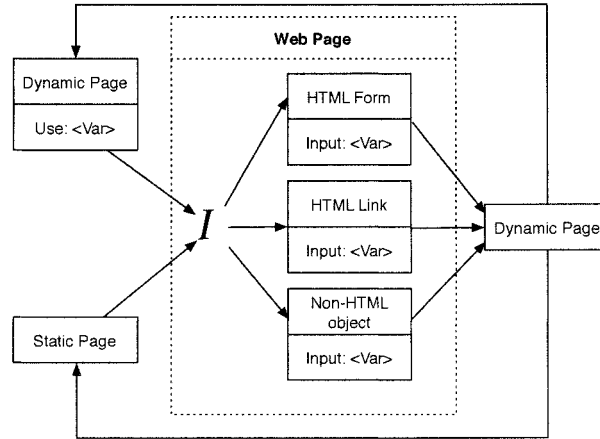 Web Page
Dynamic Page
Use: <Var>
HTML Form
Input: <Var>
I
HTML Link
Input: <Var>
Dynamic Page
Non-HTML
object
Input: <Var>
Static Page